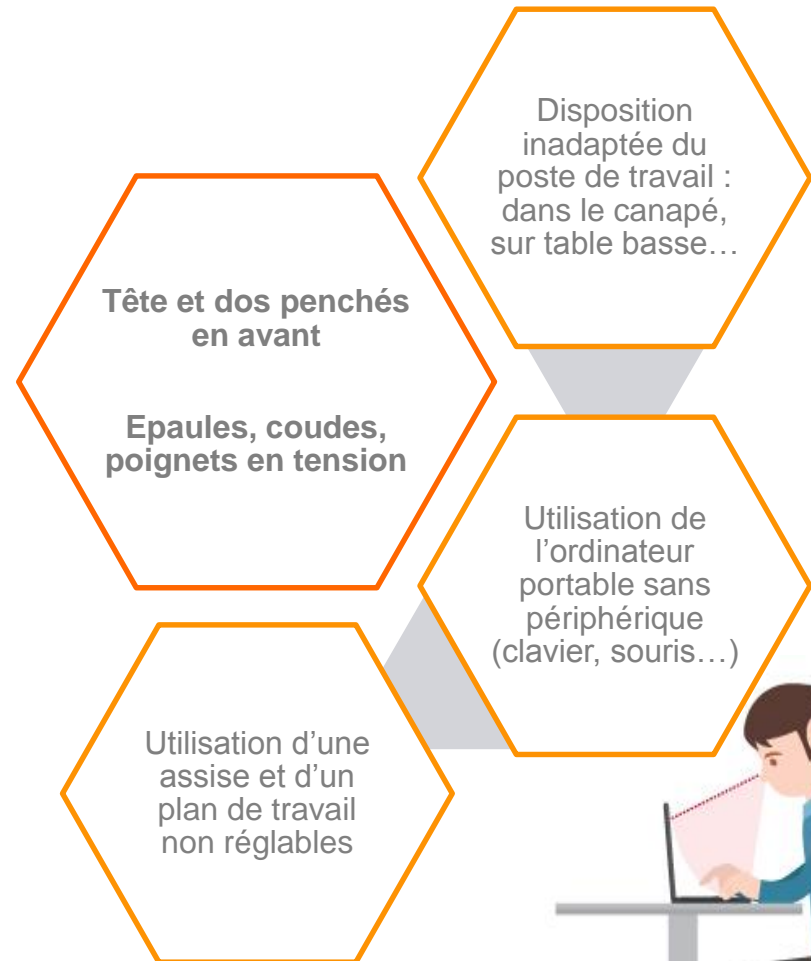 Disposition
inadaptée du
poste de travail :
dans le canapé,
sur table basse…
Tête et dos penchés
en avant
Epaules, coudes,
poignets en tension
Utilisation de
l’ordinateur
portable sans
périphérique
(clavier, souris…)
Utilisation d’une
assise et d’un
plan de travail
non réglables